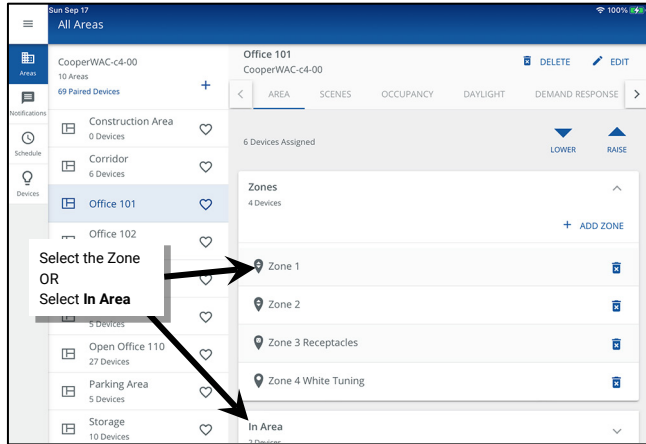 Sun Sep 17
100%
All Areas
Areas
Notifications
Schedule
Devices
CooperWAC-c4-00
10 Areas
69 Paired Devices
+
Construction Area
0 Devices
Corridor
6 Devices
Office 101
Office 102
5 Devices
Open Office 110
27 Devices
Parking Area
5 Devices
Storage
10 Devices
Select the Zone
OR
Select In Area
Office 101
CooperWAC-c4-00
DELETE
EDIT
AREA SCENES OCCUPANCY DAYLIGHT DEMAND RESPONSE
6 Devices Assigned
LOWER
RAISE
Zones
4 Devices
+ ADD ZONE
Zone 1
Zone 2
Zone 3 Receptacles
Zone 4 White Tuning
In Area
2 Devices